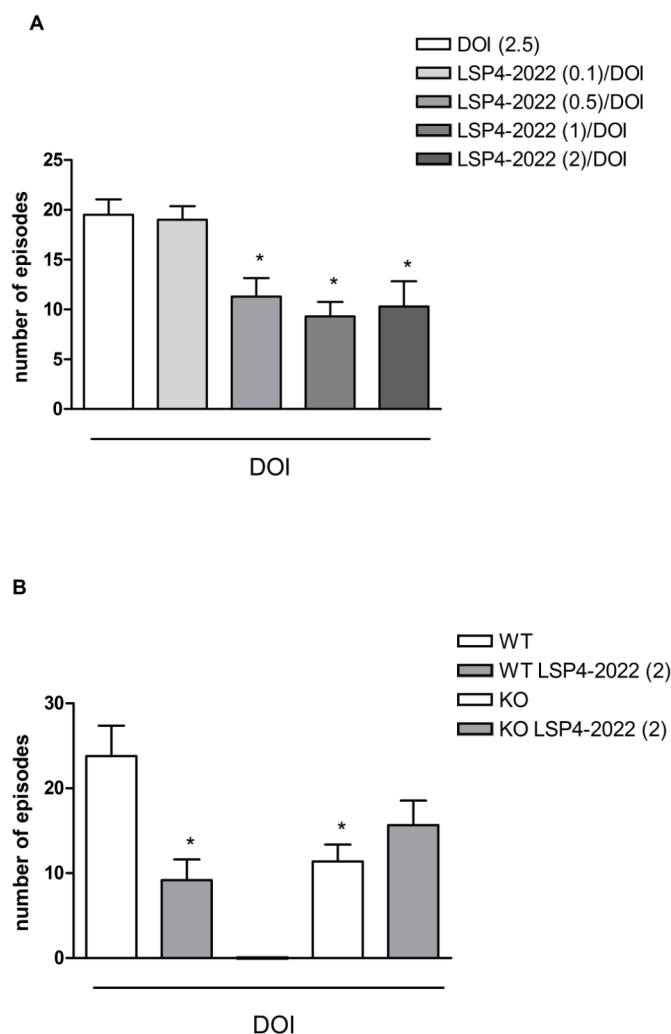 A
DOI (2.5)
LSP4-2022 (0.1)/DOI
LSP4-2022 (0.5)/DOI
LSP4-2022 (1)/DOI
LSP4-2022 (2)/DOI
number of episodes
25
20
15
10
5
0
*
*
*
DOI
B
WT
WT LSP4-2022 (2)
KO
KO LSP4-2022 (2)
number of episodes
30
20
10
0
*
*
DOI